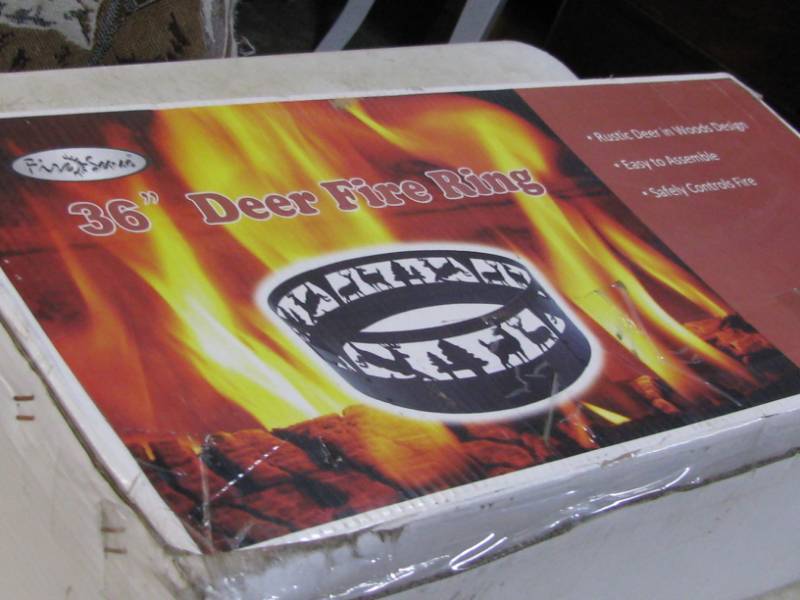 36" Deer Fire Ring
• Rustic Deer in Woods Design
• Easy to Assemble
• Safely Controls Fire